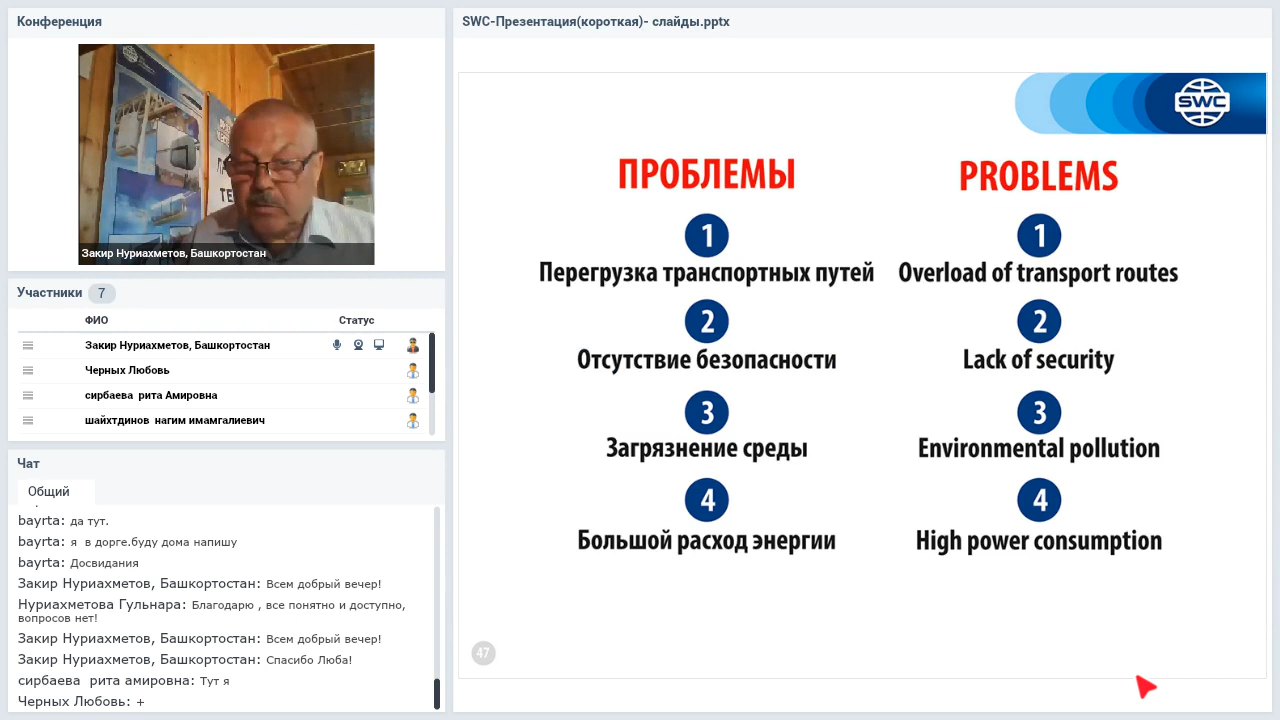 Конференция
Закир Нуриахметов, Башкортостан
Участники 7
ФИО Статус
Закир Нуриахметов, Башкортостан
Черных Любовь
сирбаева рита Амировна
шайхтдинов нагим имамгалиевич
Чат
Общий
bayrta: да тут.
bayrta: я в дорге.буду дома напишу
bayrta: Досвидания
Закир Нуриахметов, Башкортостан: Всем добрый вечер!
Нуриахметова Гульнара: Благодарю , все понятно и доступно,
вопросов нет!
Закир Нуриахметов, Башкортостан: Всем добрый вечер!
Закир Нуриахметов, Башкортостан: Спасибо Люба!
сирбаева рита амировна: Тут я
Черных Любовь: +
SWC-Презентация(короткая)- слайды.pptx
SWC
ПРОБЛЕМЫ
1
Перегрузка транспортных путей
2
Отсутствие безопасности
3
Загрязнение среды
4
Большой расход энергии
PROBLEMS
1
Overload of transport routes
2
Lack of security
3
Environmental pollution
4
High power consumption
47